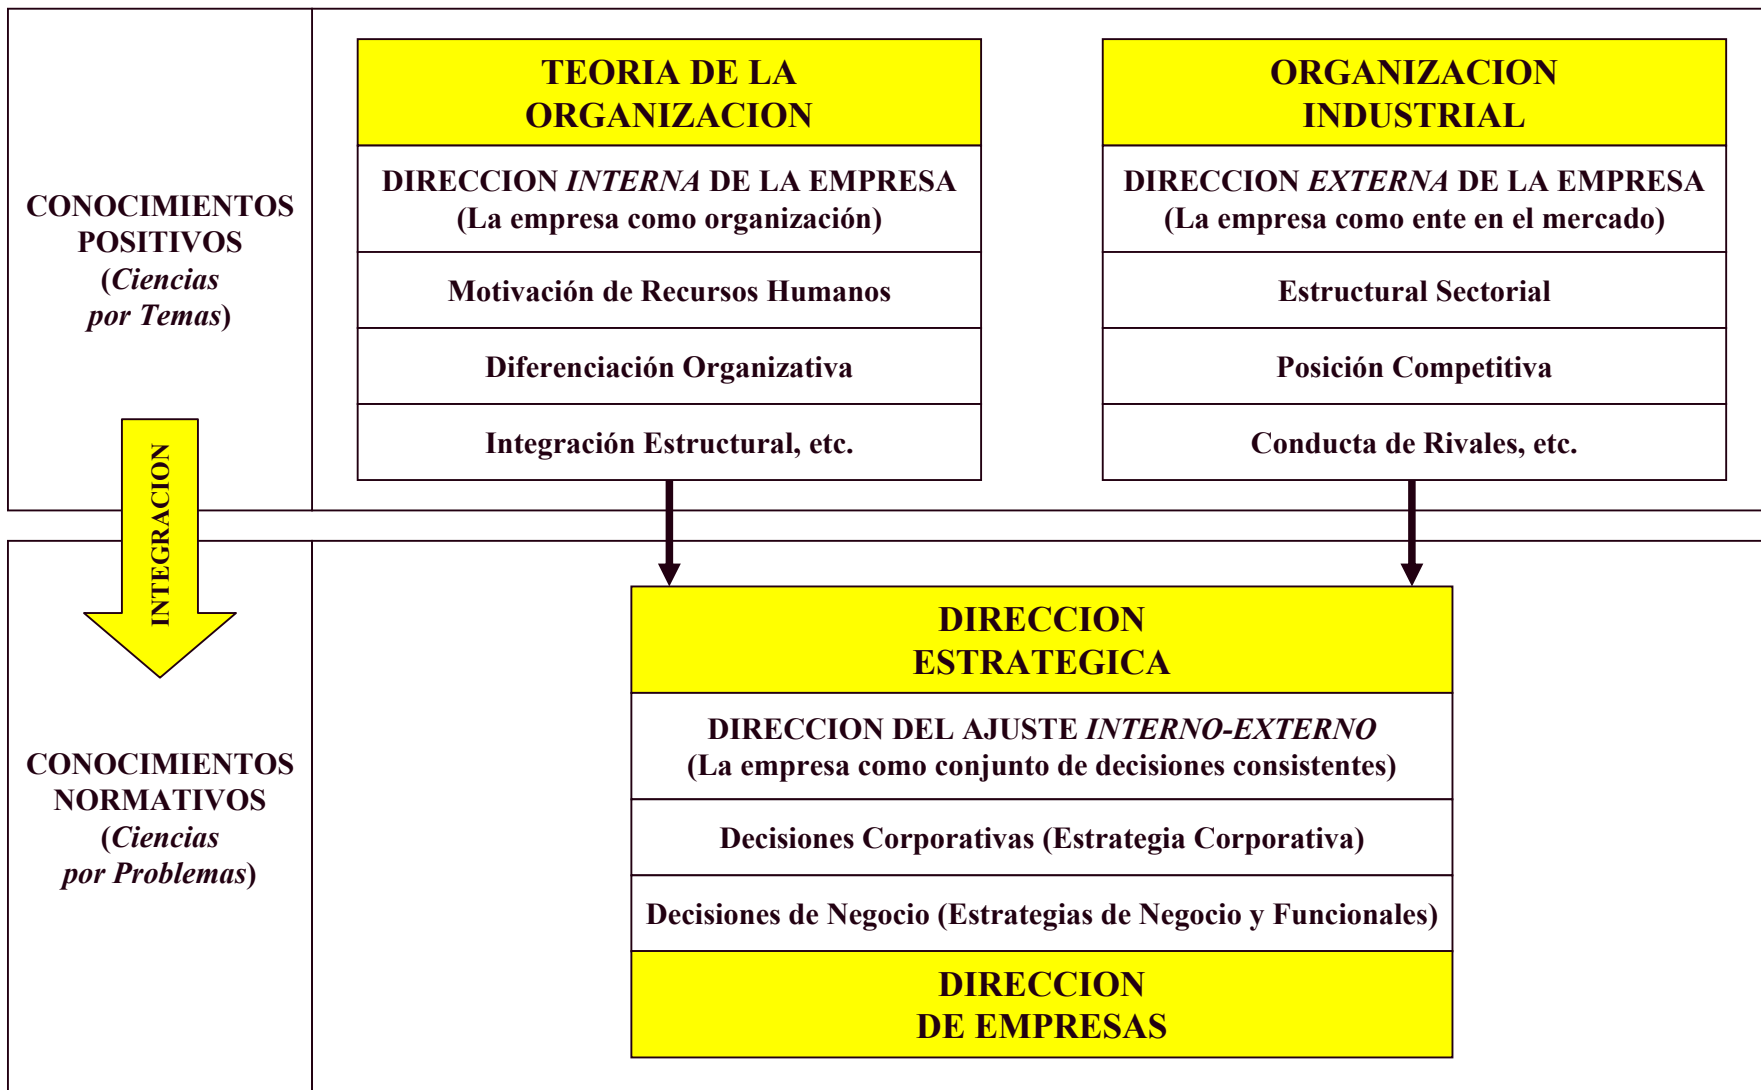 CONOCIMIENTOS
POSITIVOS
(Ciencias
por Temas)
TEORIA DE LA
ORGANIZACION
DIRECCION INTERNA DE LA EMPRESA
(La empresa como organización)
Motivación de Recursos Humanos
Diferenciación Organizativa
Integración Estructural, etc.
ORGANIZACION
INDUSTRIAL
DIRECCION EXTERNA DE LA EMPRESA
(La empresa como ente en el mercado)
Estructural Sectorial
Posición Competitiva
Conducta de Rivales, etc.
INTEGRACION
CONOCIMIENTOS
NORMATIVOS
(Ciencias
por Problemas)
DIRECCION
ESTRATEGICA
DIRECCION DEL AJUSTE INTERNO-EXTERNO
(La empresa como conjunto de decisiones consistentes)
Decisiones Corporativas (Estrategia Corporativa)
Decisiones de Negocio (Estrategias de Negocio y Funcionales)
DIRECCION
DE EMPRESAS